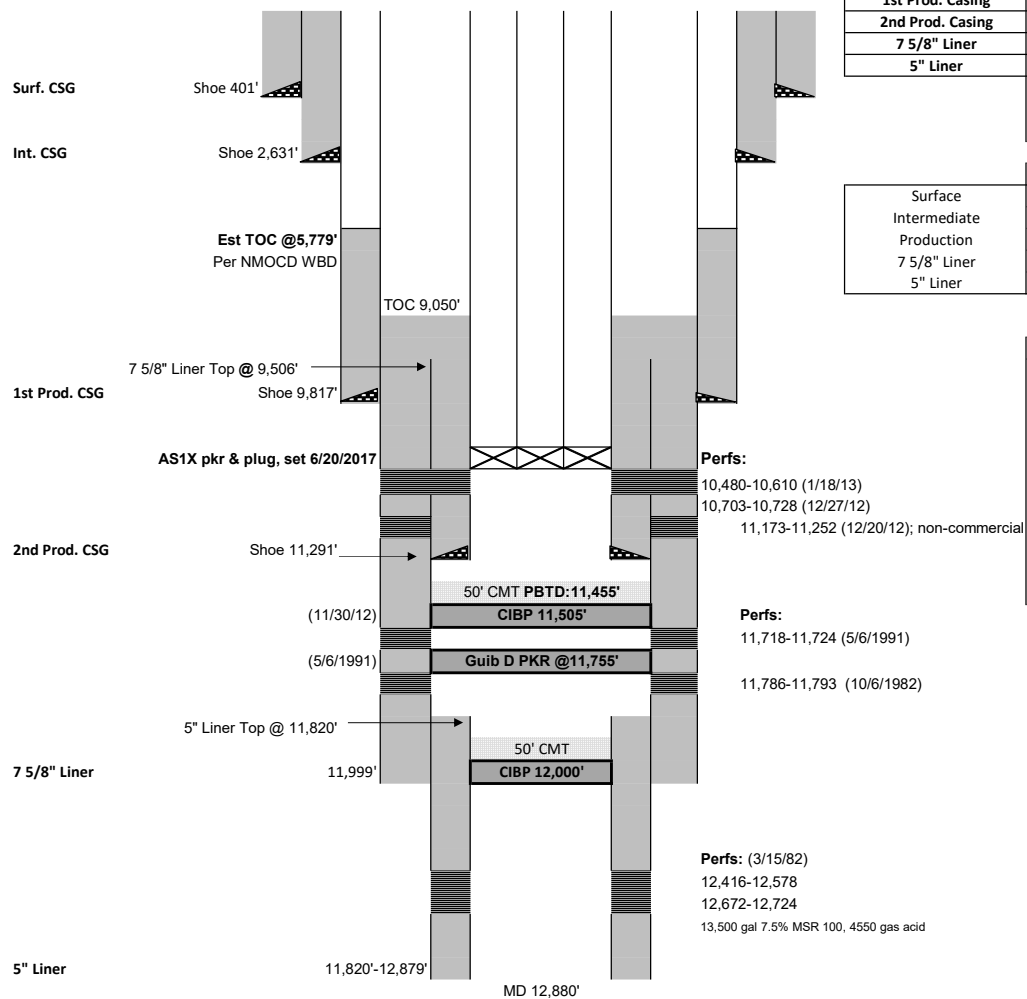 1st Prod. Casing
2nd Prod. Casing
7 5/8" Liner
5" Liner
Surf. CSG
Shoe 401'
Int. CSG
Shoe 2,631'
Surface
Intermediate
Production
7 5/8" Liner
5" Liner
Est TOC @5,779'
Per NMOCD WBD
TOC 9,050'
7 5/8" Liner Top @ 9,506'
1st Prod. CSG
Shoe 9,817'
AS1X pkr & plug, set 6/20/2017
Perfs:
10,480-10,610 (1/18/13)
10,703-10,728 (12/27/12)
11,173-11,252 (12/20/12); non-commercial
2nd Prod. CSG
Shoe 11,291'
50' CMT PBTD:11,455'
(11/30/12)
CIBP 11,505'
Perfs:
11,718-11,724 (5/6/1991)
(5/6/1991)
Guib D PKR @11,755'
11,786-11,793 (10/6/1982)
5" Liner Top @ 11,820'
50' CMT
7 5/8" Liner
11,999'
CIBP 12,000'
Perfs: (3/15/82)
12,416-12,578
12,672-12,724
13,500 gal 7.5% MSR 100, 4550 gas acid
5" Liner
11,820'-12,879'
MD 12,880'